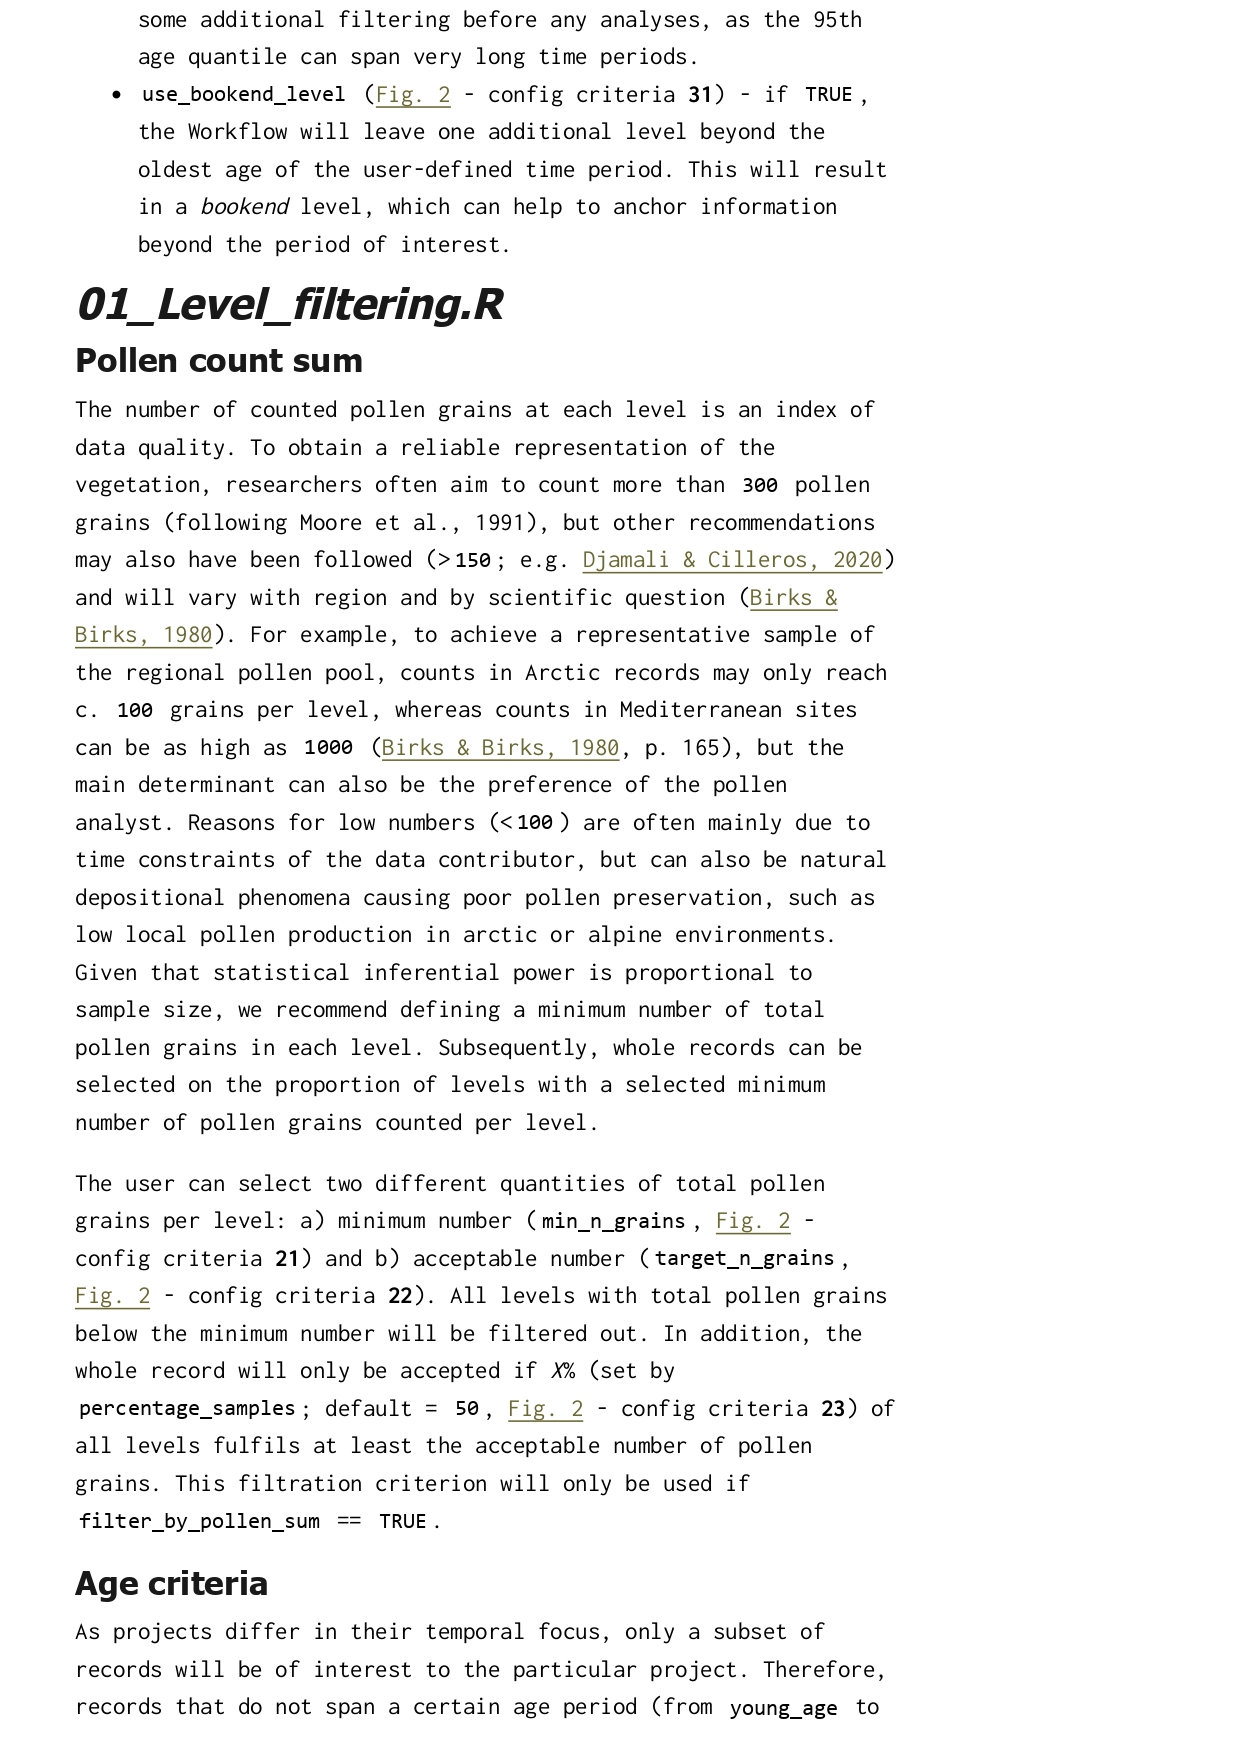 some additional filtering before any analyses, as the 95th
age quantile can span very long time periods.
• use_bookend_level (Fig. 2 - config criteria 31) - if TRUE,
the Workflow will leave one additional level beyond the
oldest age of the user-defined time period. This will result
in a bookend level, which can help to anchor information
beyond the period of interest.
01_Level_filtering.R
Pollen count sum
The number of counted pollen grains at each level is an index of
data quality. To obtain a reliable representation of the
vegetation, researchers often aim to count more than 300 pollen
grains (following Moore et al., 1991), but other recommendations
may also have been followed (>150; e.g. Djamali & Cilleros, 2020)
and will vary with region and by scientific question (Birks &
Birks, 1980). For example, to achieve a representative sample of
the regional pollen pool, counts in Arctic records may only reach
c. 100 grains per level, whereas counts in Mediterranean sites
can be as high as 1000 (Birks & Birks, 1980, p. 165), but the
main determinant can also be the preference of the pollen
analyst. Reasons for low numbers (<100) are often mainly due to
time constraints of the data contributor, but can also be natural
depositional phenomena causing poor pollen preservation, such as
low local pollen production in arctic or alpine environments.
Given that statistical inferential power is proportional to
sample size, we recommend defining a minimum number of total
pollen grains in each level. Subsequently, whole records can be
selected on the proportion of levels with a selected minimum
number of pollen grains counted per level.
The user can select two different quantities of total pollen
grains per level: a) minimum number (min_n_grains, Fig. 2 -
config criteria 21) and b) acceptable number (target_n_grains,
Fig. 2 - config criteria 22). All levels with total pollen grains
below the minimum number will be filtered out. In addition, the
whole record will only be accepted if X% (set by
percentage_samples; default = 50, Fig. 2 - config criteria 23) of
all levels fulfils at least the acceptable number of pollen
grains. This filtration criterion will only be used if
filter_by_pollen_sum == TRUE.
Age criteria
As projects differ in their temporal focus, only a subset of
records will be of interest to the particular project. Therefore,
records that do not span a certain age period (from young_age to